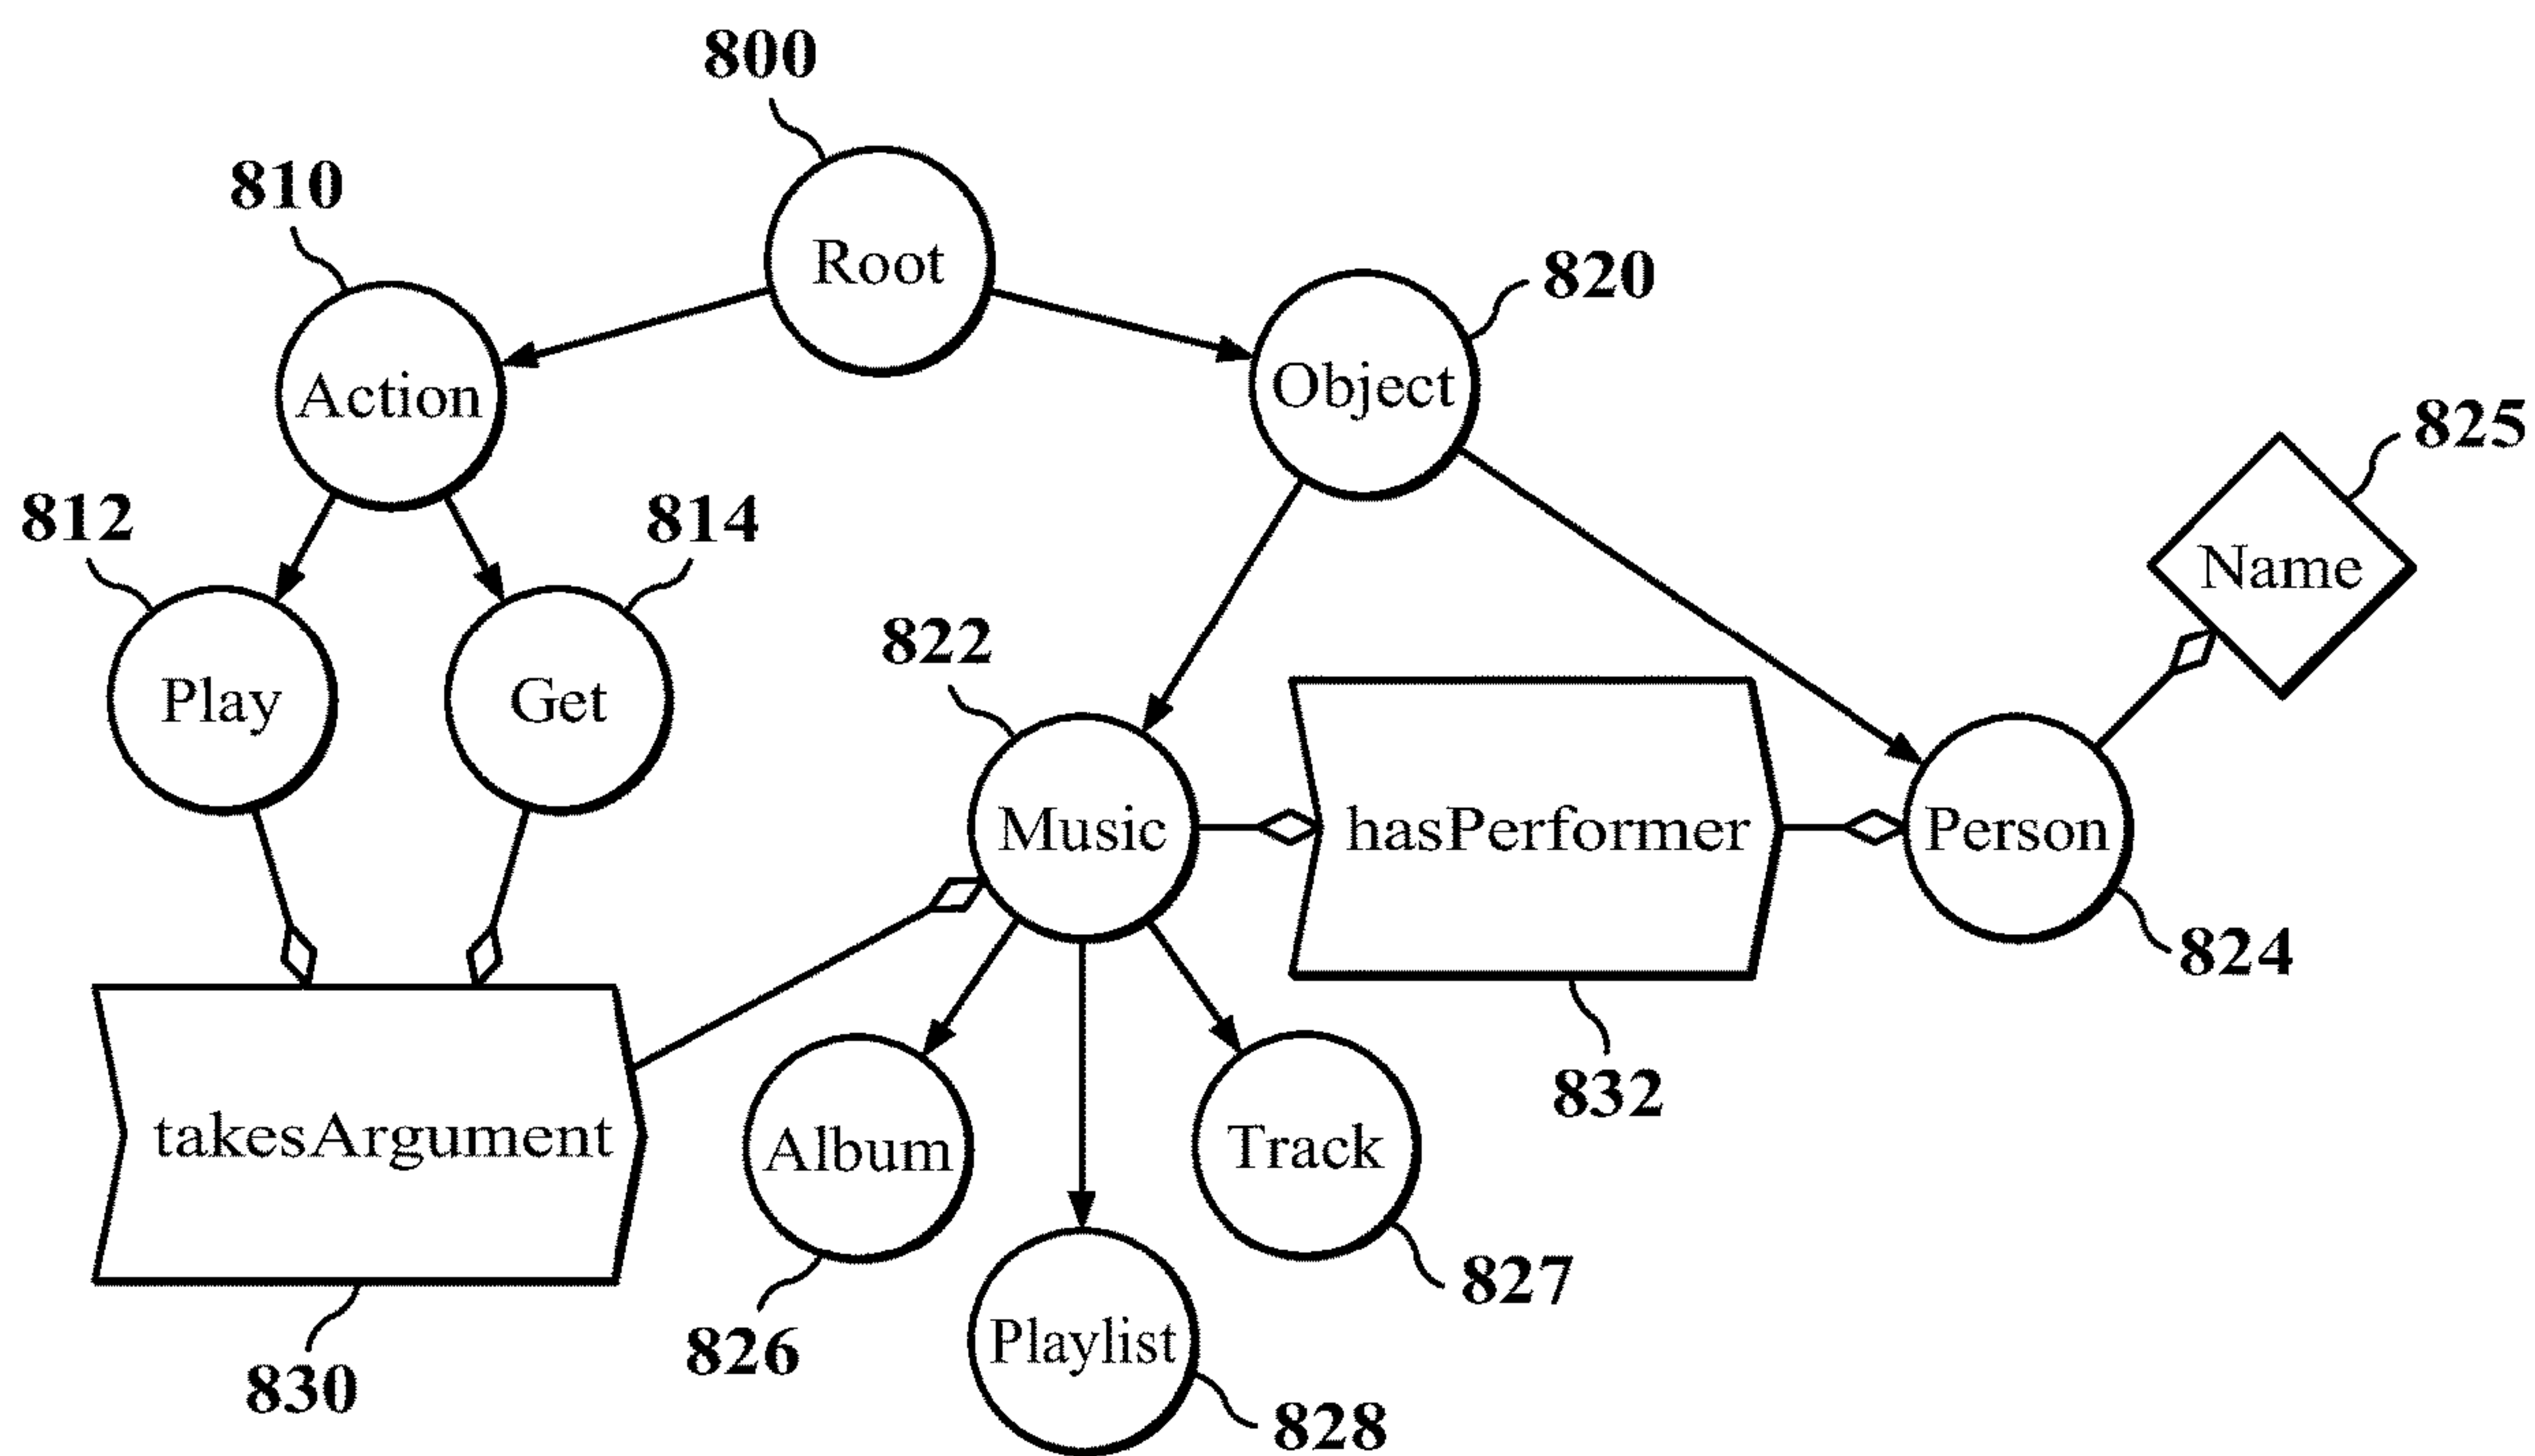 800
Root
810
Action
820
Object
825
Name
812
Play
814
Get
822
Music
hasPerformer
Person
824
832
takesArgument
830
Album
826
Track
827
Playlist
828